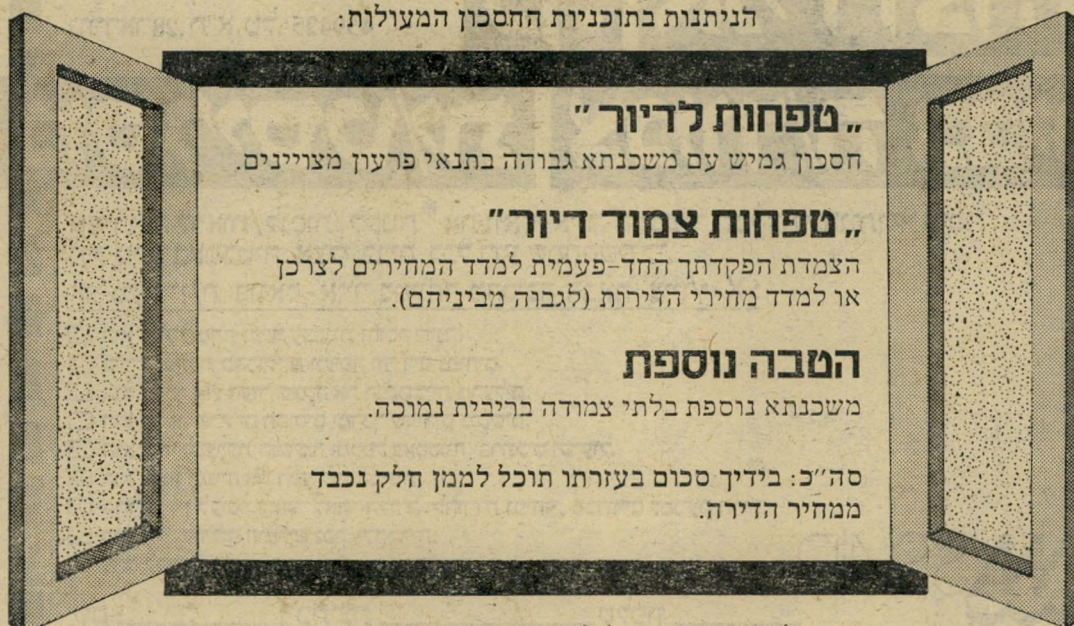 הניתנות בתוכניות החסכון המעולות:
„טפחות לדיור"
חסכון גמיש עם משכנתא גבוהה בתנאי פרעון מצויינים.
„טפחות צמוד דיור"
הצמדת הפקדתך החד-פעמית למדד המחירים לצרכן
או למדד מחירי הדירות (לגבוה מביניהם).
הטבה נוספת
משכנתא נוספת בלתי צמודה בריבית נמוכה.
סה"כ: בידיך סכום בעזרתו תוכל לממן חלק נכבד
ממחיר הדירה.